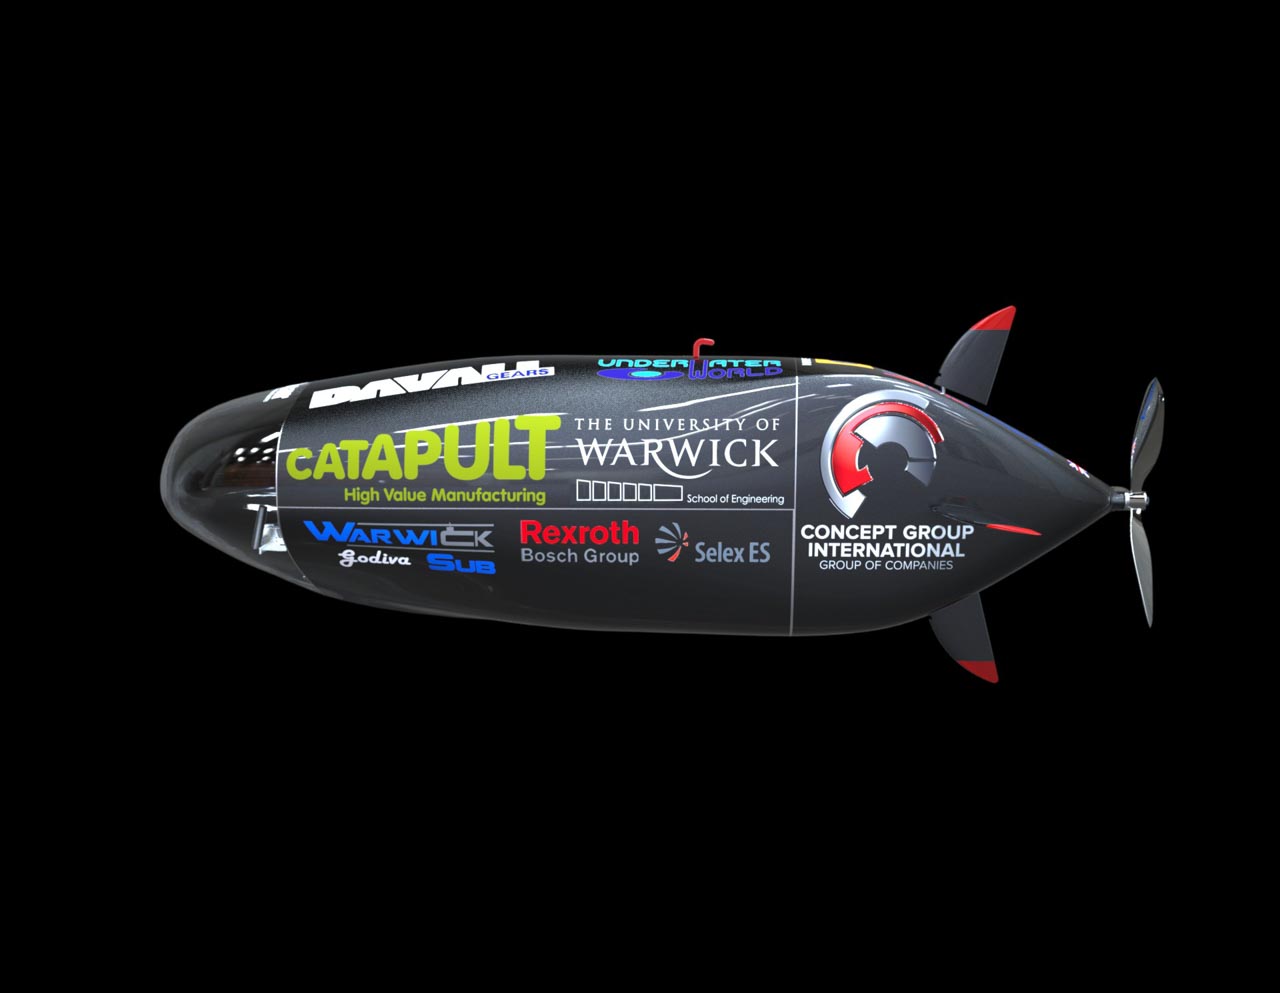 DAVALL
GEARS
UNDERWATER
WORLD
CATAPULT
High Value Manufacturing
THE UNIVERSITY OF
WARWICK
School of Engineering
WARWICK
Godiva SUB
Rexroth
Bosch Group
Selex ES
CONCEPT GROUP
INTERNATIONAL
GROUP OF COMPANIES